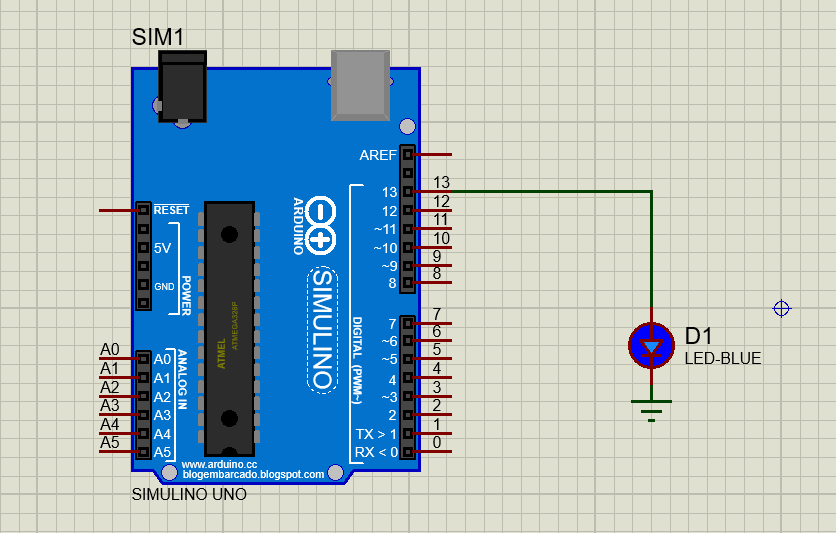 SIM1
AREF
13 13
12 12
~11 11
~10 10
~9 9
8 8
RESET
5V
GND
POWER
ARDUINO
SIMULINO
ATMEL
ATMEGA328P
DIGITAL (PWM~)
7 7
~6 6
~5 5
4 4
~3 3
2 2
TX > 1 1
RX < 0 0
ANALOG IN
A0 A0
A1 A1
A2 A2
A3 A3
A4 A4
A5 A5
www.arduino.cc
blogembarcado.blogspot.com
SIMULINO UNO
D1
LED-BLUE